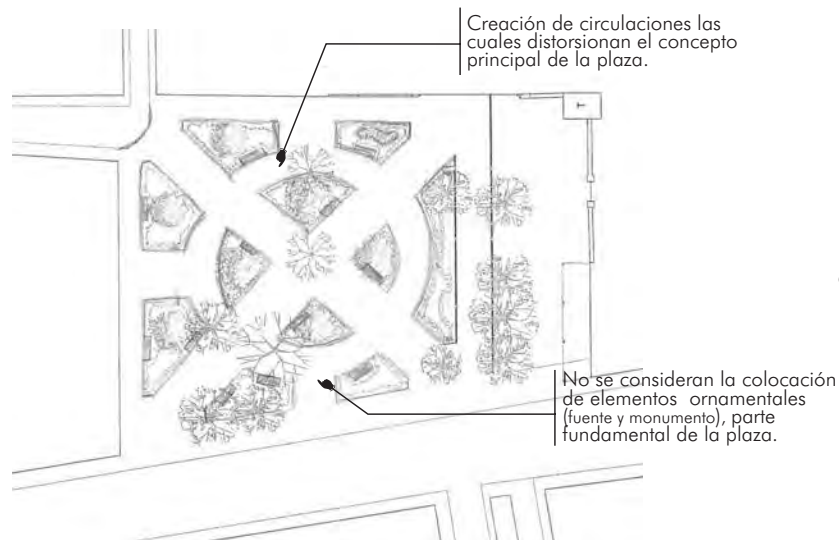 Creación de circulaciones las
cuales distorsionan el concepto
principal de la plaza.
No se consideran la colocación
de elementos ornamentales
(fuente y monumento), parte
fundamental de la plaza.